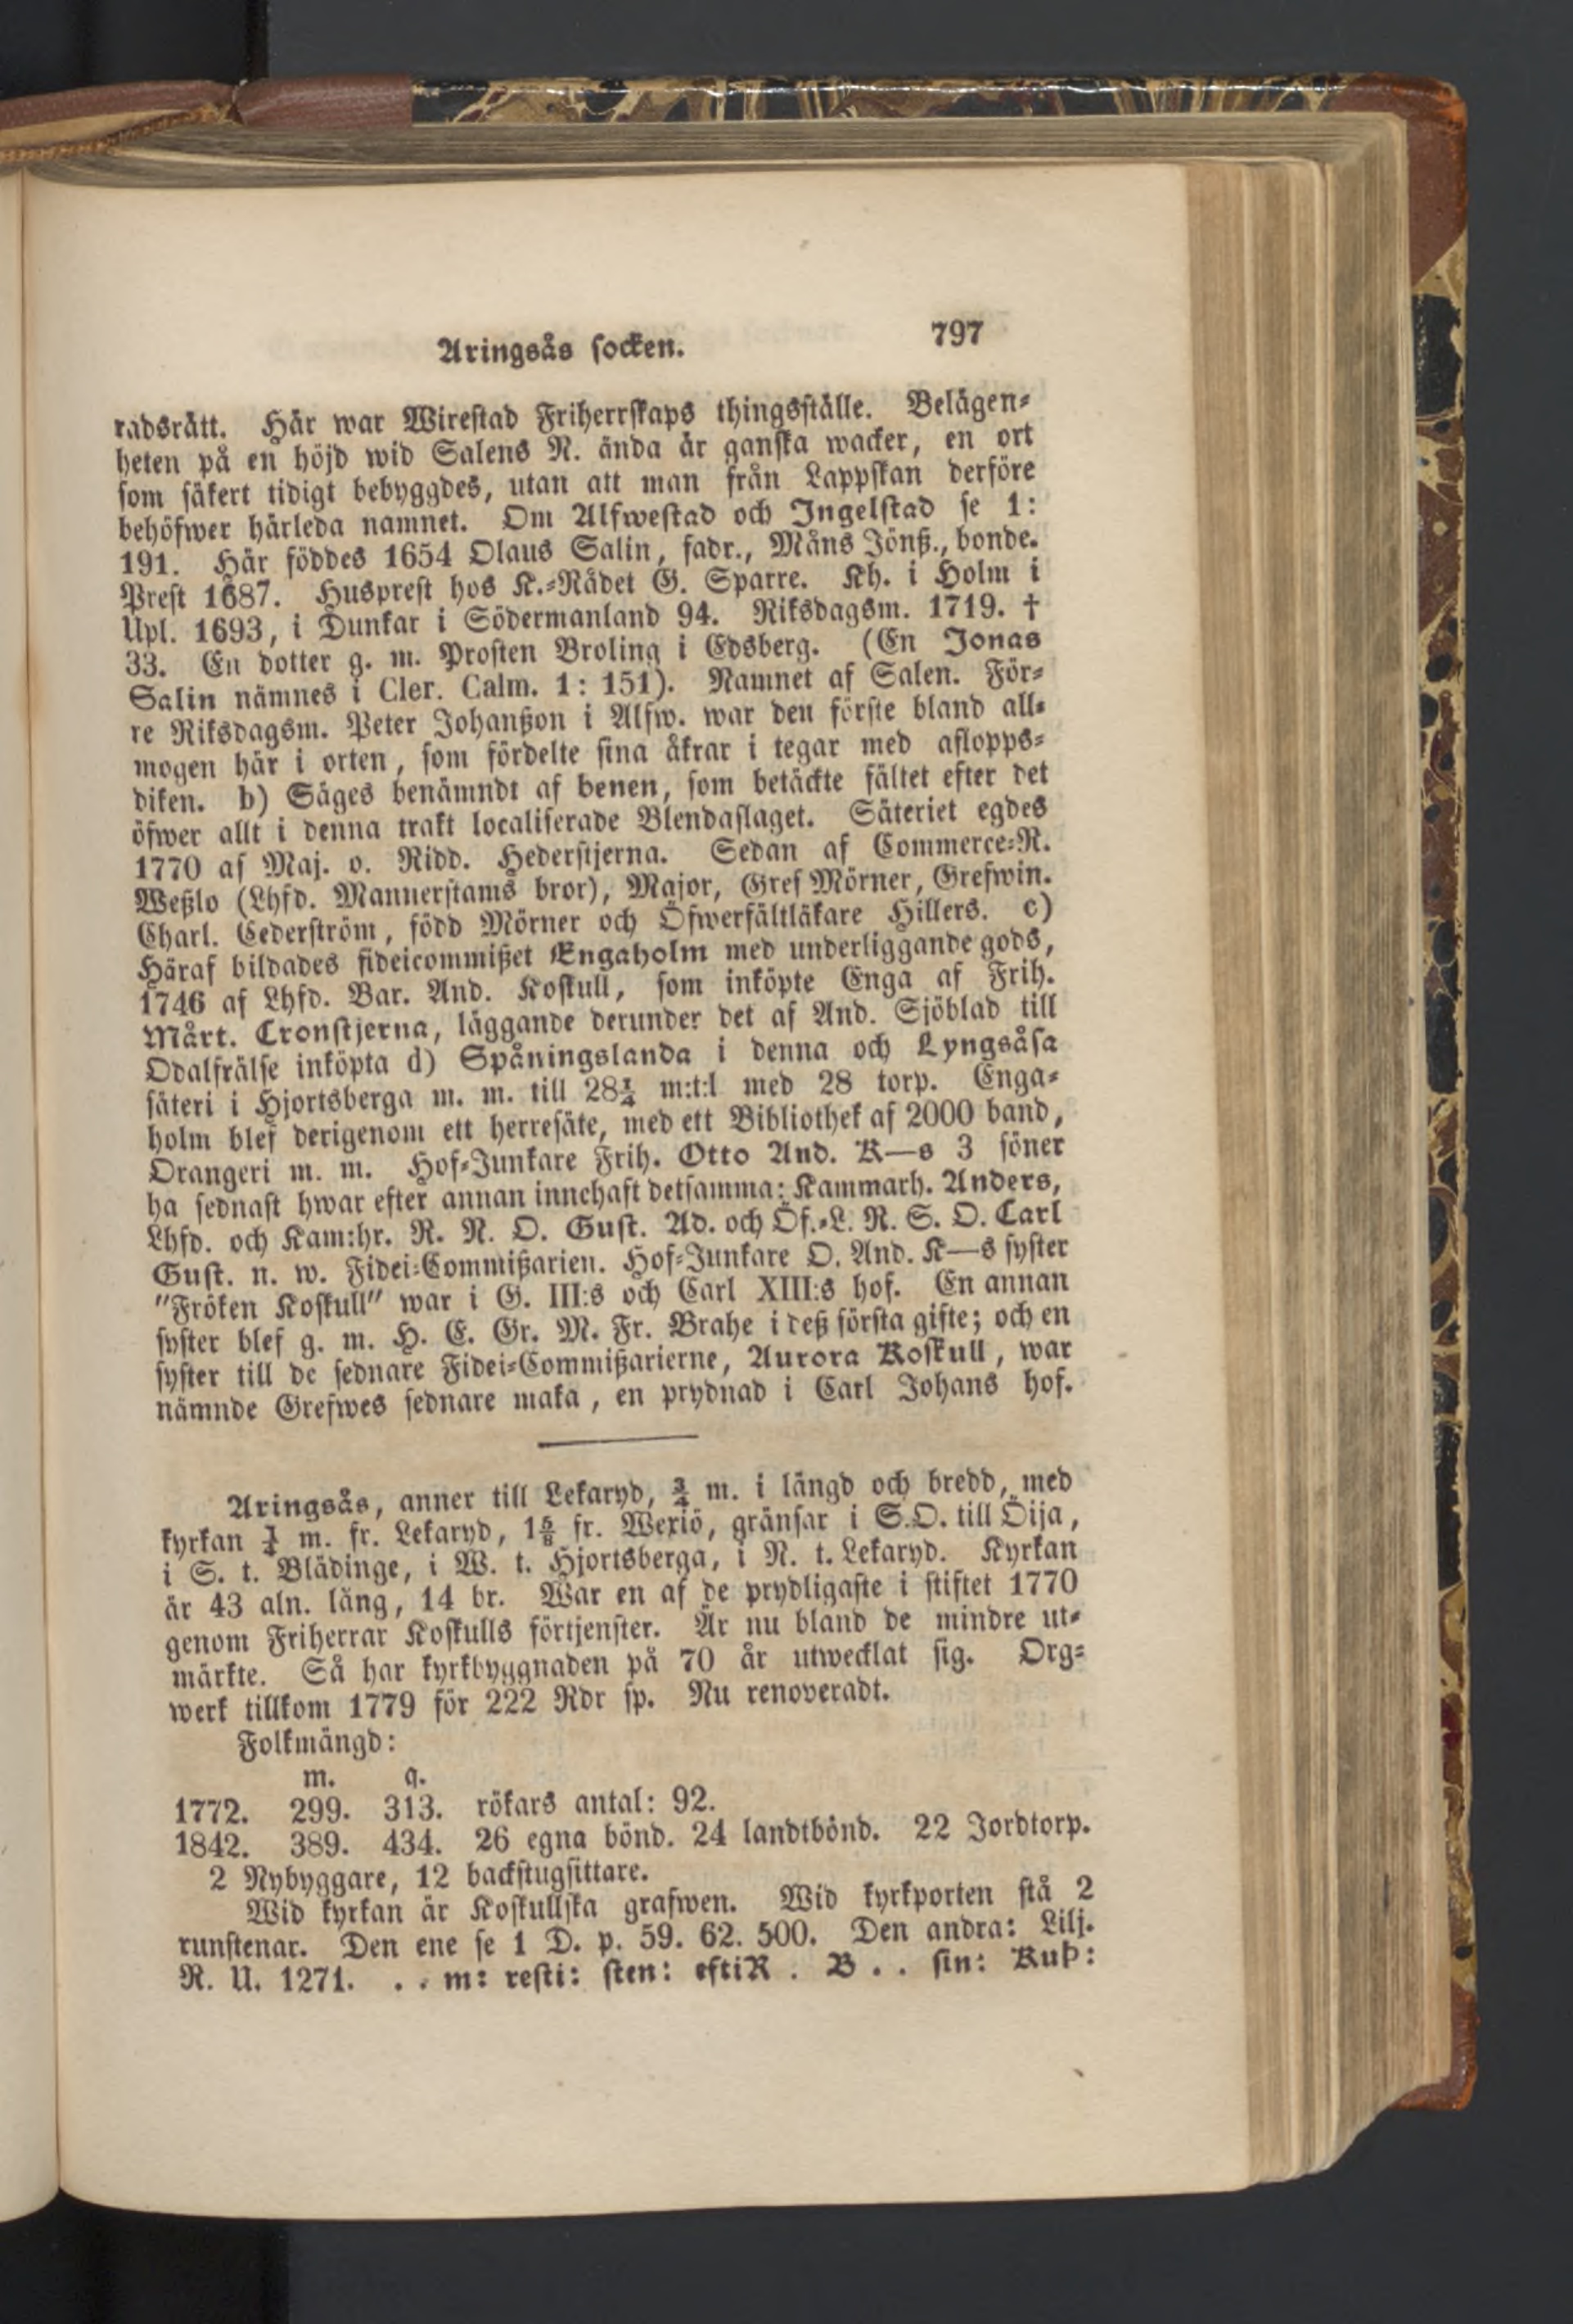 Aringsås socken. 797
radsrätt. Här war Wirestad Friherrskaps thingsställe. Belägen-
heten på en höjd wid Salens N. ända är ganska wacker, en ort
som säkert tidigt bebyggdes, utan att man från Lappskan derföre
behöfwer härleda namnet. Om Alfwestad och Ingelstad se 1:
191. Här föddes 1654 Olaus Salin, fadr., Måns Jönß., bonde.
Prest 1687. Husprest hos K.-Rådet G. Sparre. Kh. i Holm i
Upl. 1693, i Dunkar i Södermanland 94. Riksdagsm. 1719. †
33. En dotter g. m. Prosten Broling i Edsberg. (En Jonas
Salin nämnes i Cler. Calm. 1: 151). Namnet af Salen. För-
re Riksdagsm. Peter Johanßon i Alfw. war den förste bland all-
mogen här i orten, som fördelte sina åkrar i tegar med aflopps-
diken. b) Säges benämndt af benen, som betäckte fältet efter det
öfwer allt i denna trakt localiserade Blendaslaget. Säteriet egdes
1770 af Maj. o. Ridd. Hederstjerna. Sedan af Commerce-R.
Weßlo (Lhfd. Mannerstams bror), Major, Gref Mörner, Grefwin.
Charl. Cederström, född Mörner och Öfwerfältläkare Hillers. c)
Häraf bildades fideicommißet Engaholm med underliggande gods,
1746 af Lhfd. Bar. And. Koskull, som inköpte Enga af Frih.
Mårt. Cronstjerna, läggande derunder det af And. Sjöblad till
Odalfrälse inköpta d) Spåningslanda i denna och Lyngsåsa
säteri i Hjortsberga m. m. till 28¼ m:t:l med 28 torp. Enga-
holm blef derigenom ett herresäte, med ett Bibliothek af 2000 band,
Orangeri m. m. Hof-Junkare Frih. Otto And. K—s 3 söner
ha sednast hwar efter annan innehaft detsamma: Kammarh. Anders,
Lhfd. och Kam:hr. R. N. O. Gust. Ad. och Öf.-L. R. S. O. Carl
Gust. n. w. Fidei-Commißarien. Hof-Junkare O. And. K—s syster
"Fröken Koskull" war i G. III:s och Carl XIII:s hof. En annan
syster blef g. m. H. E. Gr. M. Fr. Brahe i deß första gifte; och en
syster till de sednare Fidei-Commißarierne, Aurora Koskull, war
nämnde Grefwes sednare maka, en prydnad i Carl Johans hof.
Aringsås, anner till Lekaryd, ¾ m. i längd och bredd, med
kyrkan ¾ m. fr. Lekaryd, 1⅝ fr. Wexiö, gränsar i S.O. till Öija,
i S. t. Blädinge, i W. t. Hjortsberga, i N. t. Lekaryd. Kyrkan
är 43 aln. lång, 14 br. War en af de prydligaste i stiftet 1770
genom Friherrar Koskulls förtjenster. Är nu bland de mindre ut-
märkte. Så har kyrkbyggnaden på 70 år utwecklat sig. Org-
werk tillkom 1779 för 222 Rdr sp. Nu renoveradt.
Folkmängd:
m. q.
1772. 299. 313. rökars antal: 92.
1842. 389. 434. 26 egna bönd. 24 landtbönd. 22 Jordtorp.
2 Nybyggare, 12 backstugsittare.
Wid kyrkan är Koskullska grafwen. Wid kyrkporten stå 2
runstenar. Den ene se 1 D. p. 59. 62. 500. Den andra: Lilj.
R. U. 1271. . . m: resti: sten: eftiR . B . . sin: Kuþ: